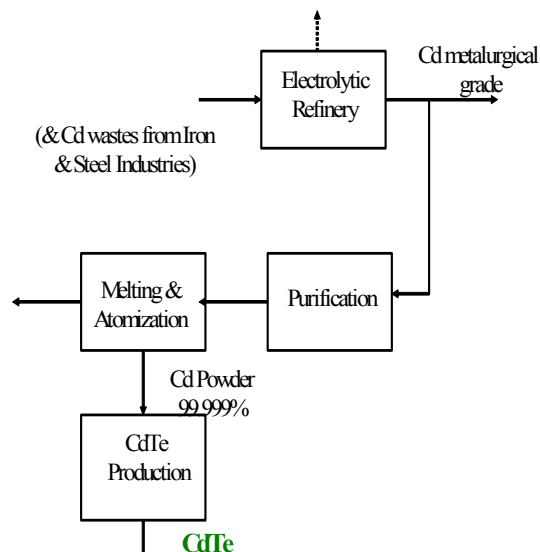 Electrolytic
Refinery
Cd metalurgical
grade
(& Cd wastes from Iron
& Steel Industries)
Melting &
Atomization
Purification
Cd Powder
99.999%
CdTe
Production
CdTe